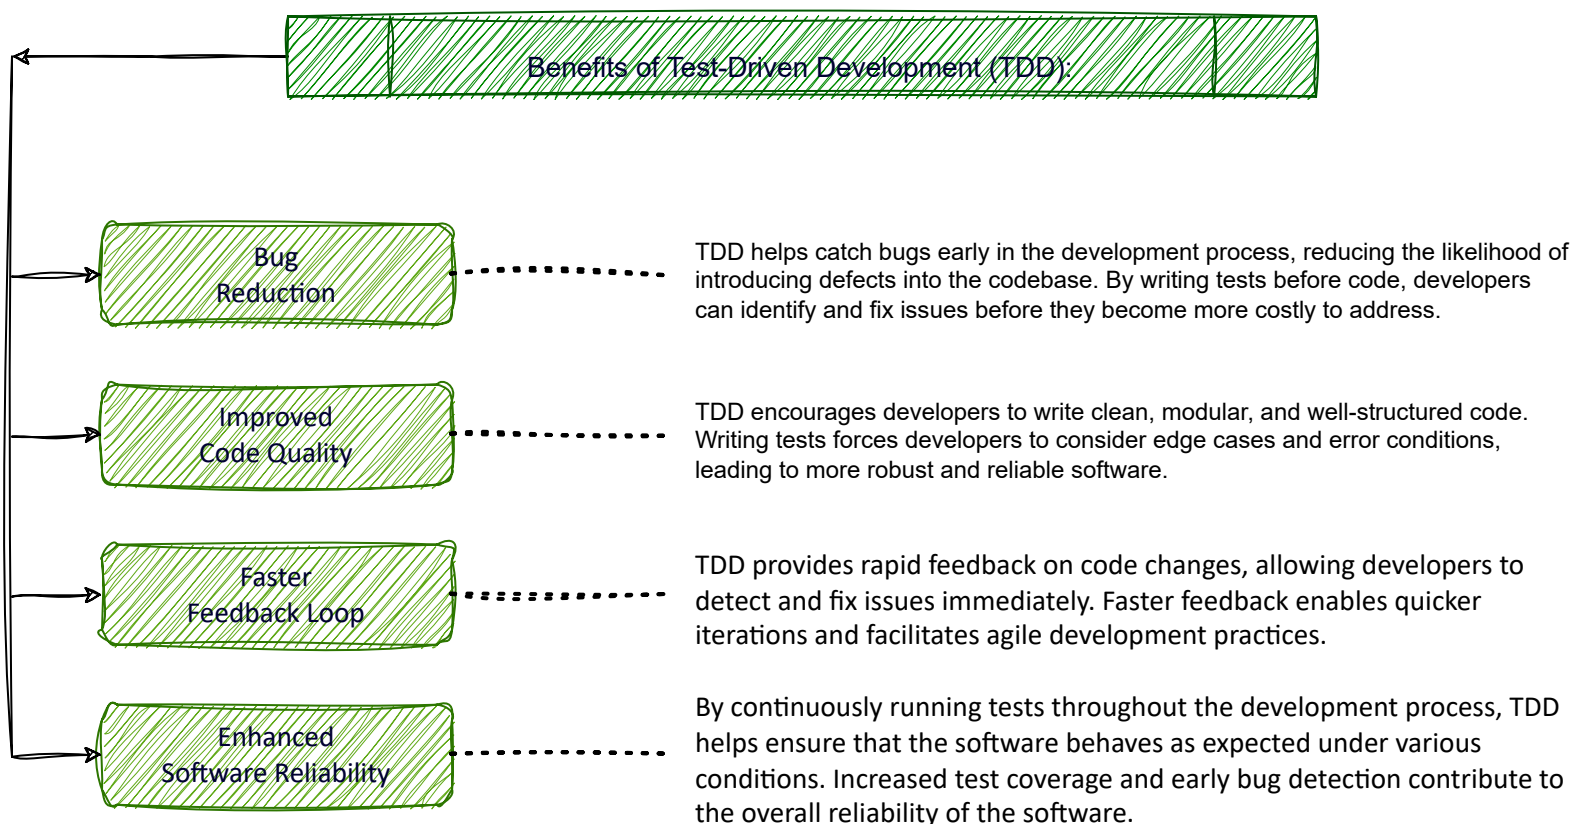 Benefits of Test-Driven Development (TDD):
Bug
Reduction
TDD helps catch bugs early in the development process, reducing the likelihood of
introducing defects into the codebase. By writing tests before code, developers
can identify and fix issues before they become more costly to address.
Improved
Code Quality
TDD encourages developers to write clean, modular, and well-structured code.
Writing tests forces developers to consider edge cases and error conditions,
leading to more robust and reliable software.
Faster
Feedback Loop
TDD provides rapid feedback on code changes, allowing developers to
detect and fix issues immediately. Faster feedback enables quicker
iterations and facilitates agile development practices.
Enhanced
Software Reliability
By continuously running tests throughout the development process, TDD
helps ensure that the software behaves as expected under various
conditions. Increased test coverage and early bug detection contribute to
the overall reliability of the software.